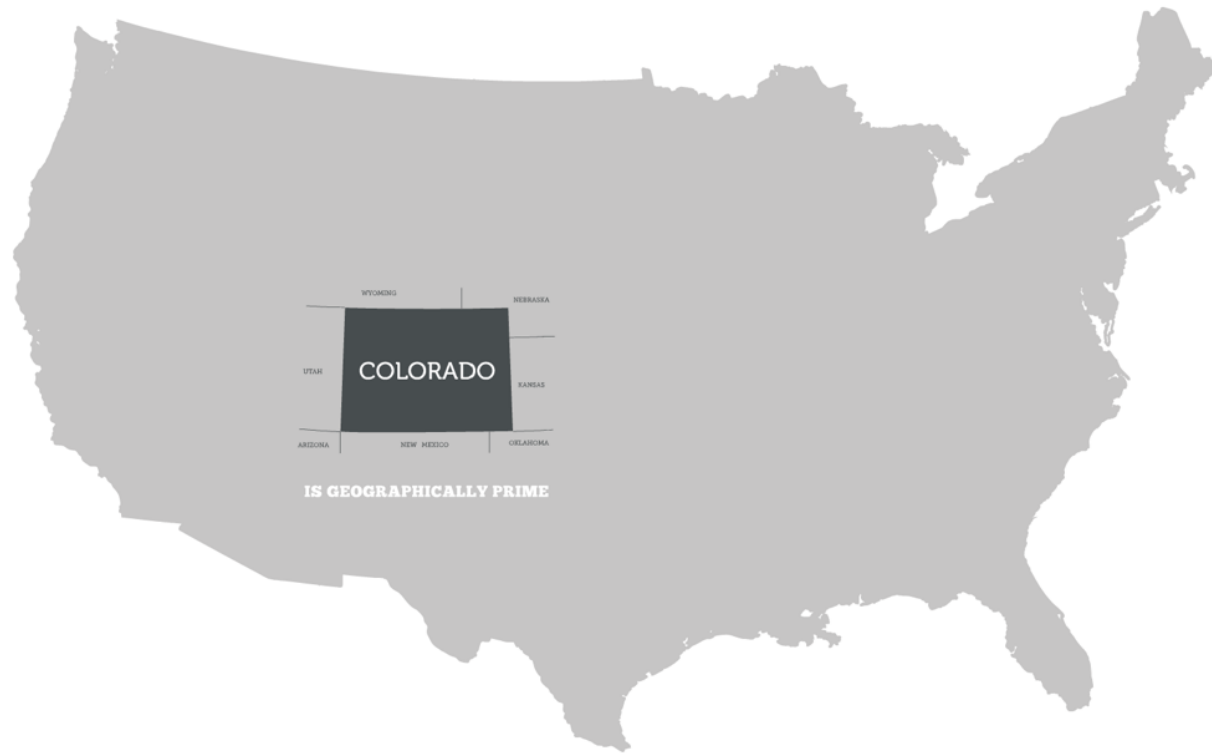 WYOMING
NEBRASKA
UTAH
COLORADO
KANSAS
ARIZONA
NEW MEXICO
OKLAHOMA
IS GEOGRAPHICALLY PRIME